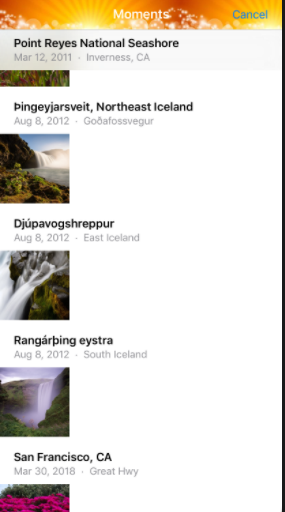 Moments
Cancel
Point Reyes National Seashore
Mar 12, 2011 · Inverness, CA
Þingeyjarsveit, Northeast Iceland
Aug 8, 2012 · Goðafossvegur
Djúpavogshreppur
Aug 8, 2012 · East Iceland
Rangárþing eystra
Aug 8, 2012 · South Iceland
San Francisco, CA
Mar 30, 2018 · Great Hwy